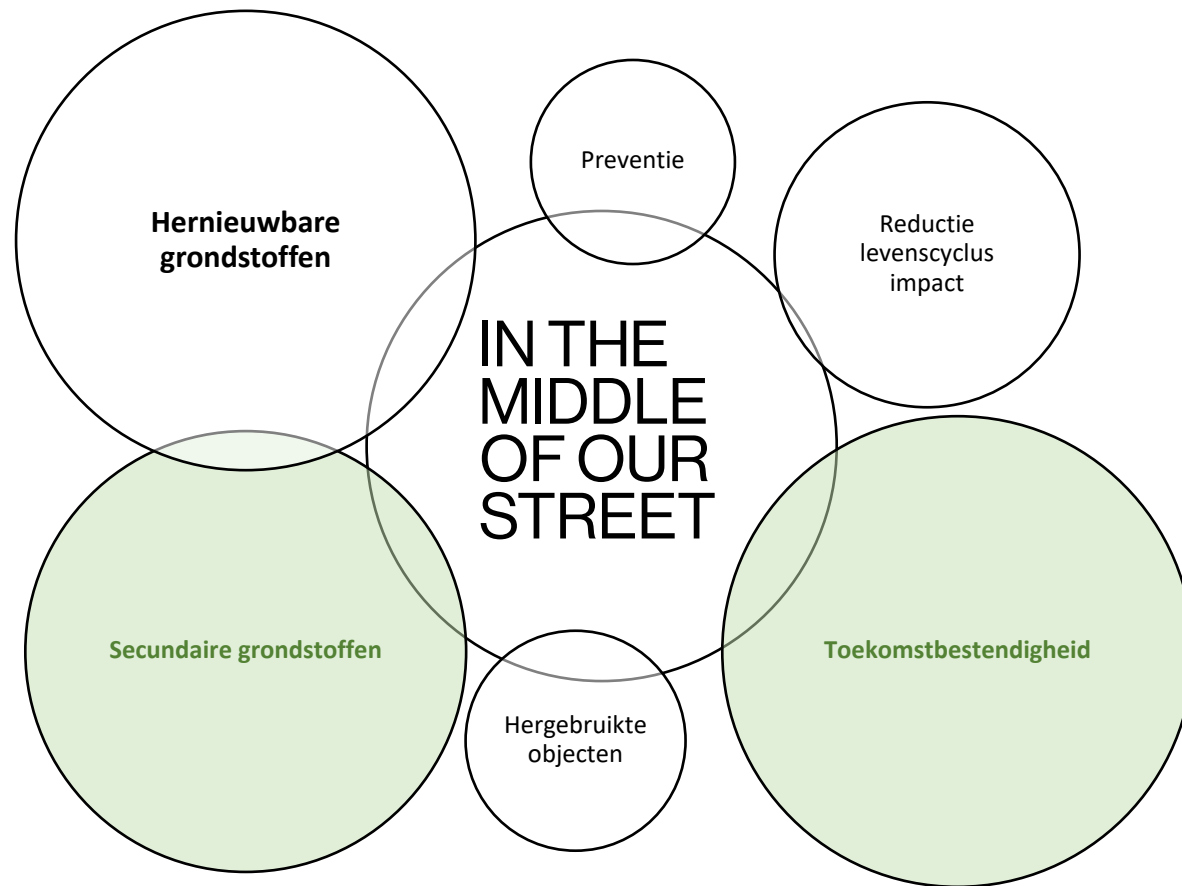 Preventie
Hernieuwbare
grondstoffen
Reductie
levenscyclus
impact
IN THE
MIDDLE
OF OUR
STREET
Secundaire grondstoffen
Toekomstbestendigheid
Hergebruikte
objecten